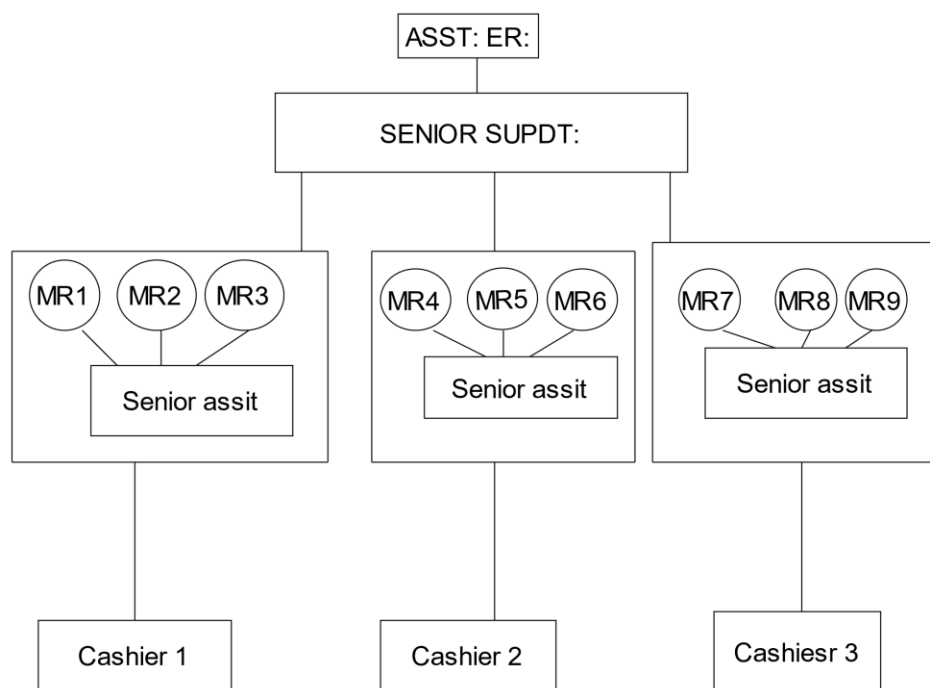 ASST: ER:
SENIOR SUPDT:
MR1
MR2
MR3
Senior assit
MR4
MR5
MR6
Senior assit
MR7
MR8
MR9
Senior assit
Cashier 1
Cashier 2
Cashiesr 3